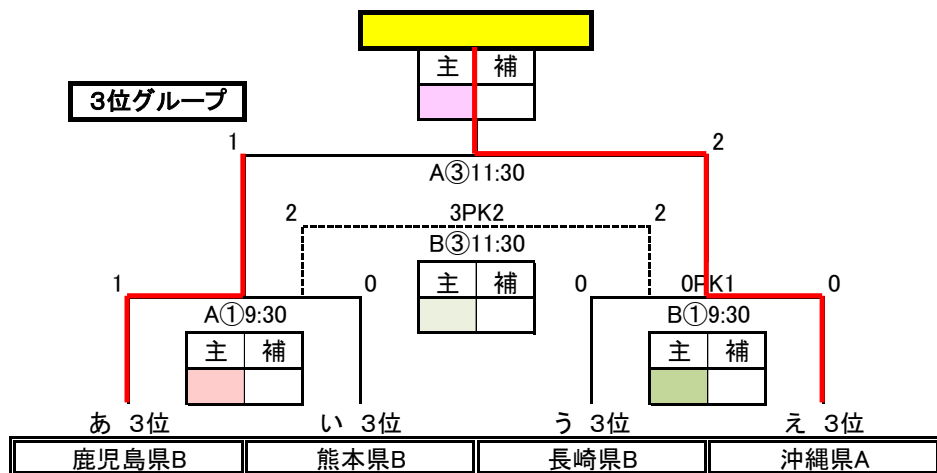 主 補
3位グループ
1 2
A③11:30
2 3PK2 2
B③11:30
主 補
1 0 0 0PK1 0
A①9:30 B①9:30
主 補 主 補
あ 3位 い 3位 う 3位 え 3位
鹿児島県B 熊本県B 長崎県B 沖縄県A